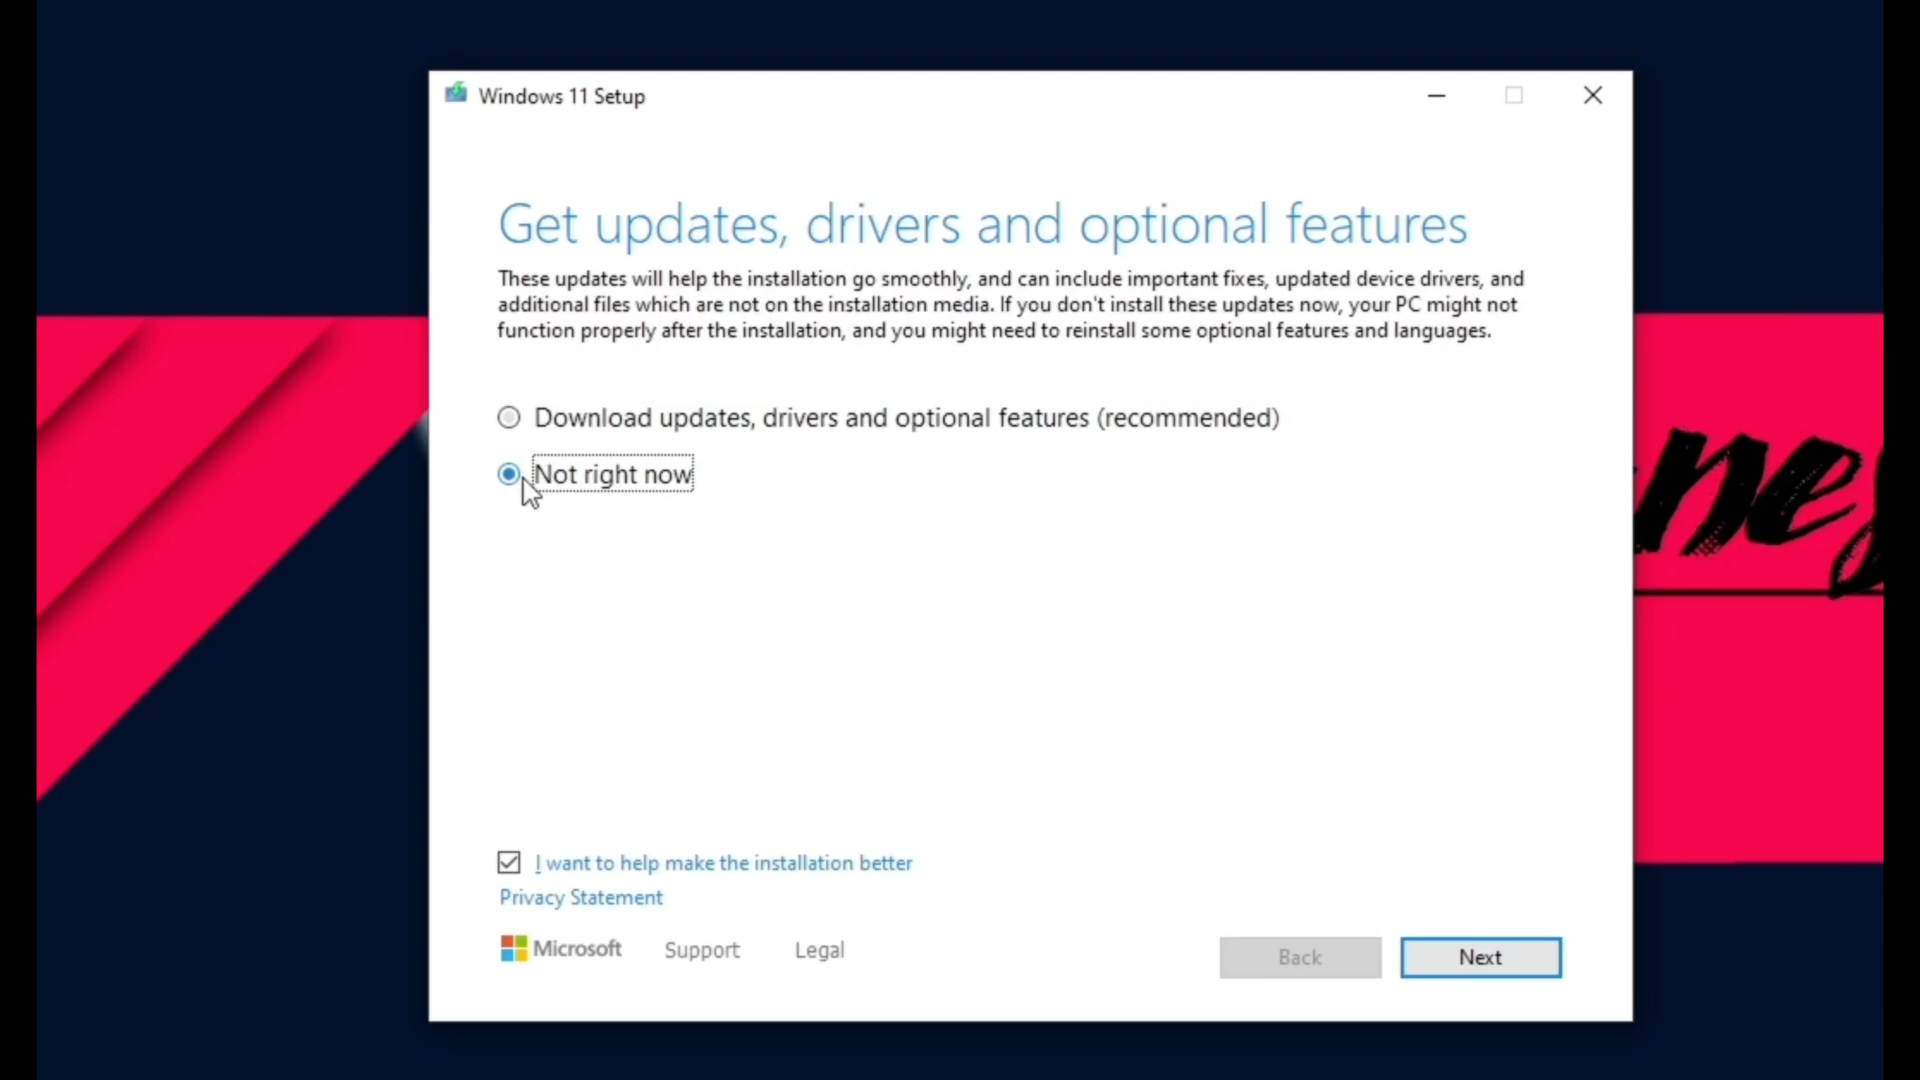 Windows 11 Setup
Get updates, drivers and optional features
These updates will help the installation go smoothly, and can include important fixes, updated device drivers, and
additional files which are not on the installation media. If you don't install these updates now, your PC might not
function properly after the installation, and you might need to reinstall some optional features and languages.
Download updates, drivers and optional features (recommended)
Not right now
I want to help make the installation better
Privacy Statement
Microsoft Support Legal
Back Next